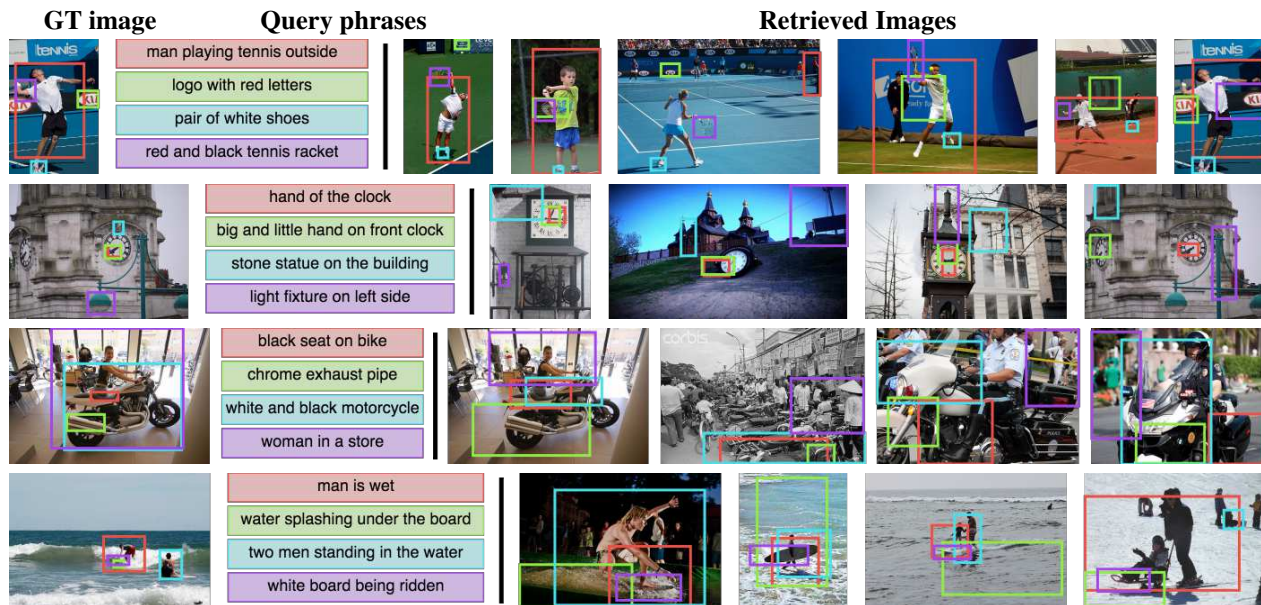 GT image
Query phrases
Retrieved Images
tennis
man playing tennis outside
logo with red letters
pair of white shoes
red and black tennis racket
KIA
tennis
KIA
hand of the clock
big and little hand on front clock
stone statue on the building
light fixture on left side
black seat on bike
chrome exhaust pipe
white and black motorcycle
woman in a store
corbis
man is wet
water splashing under the board
two men standing in the water
white board being ridden